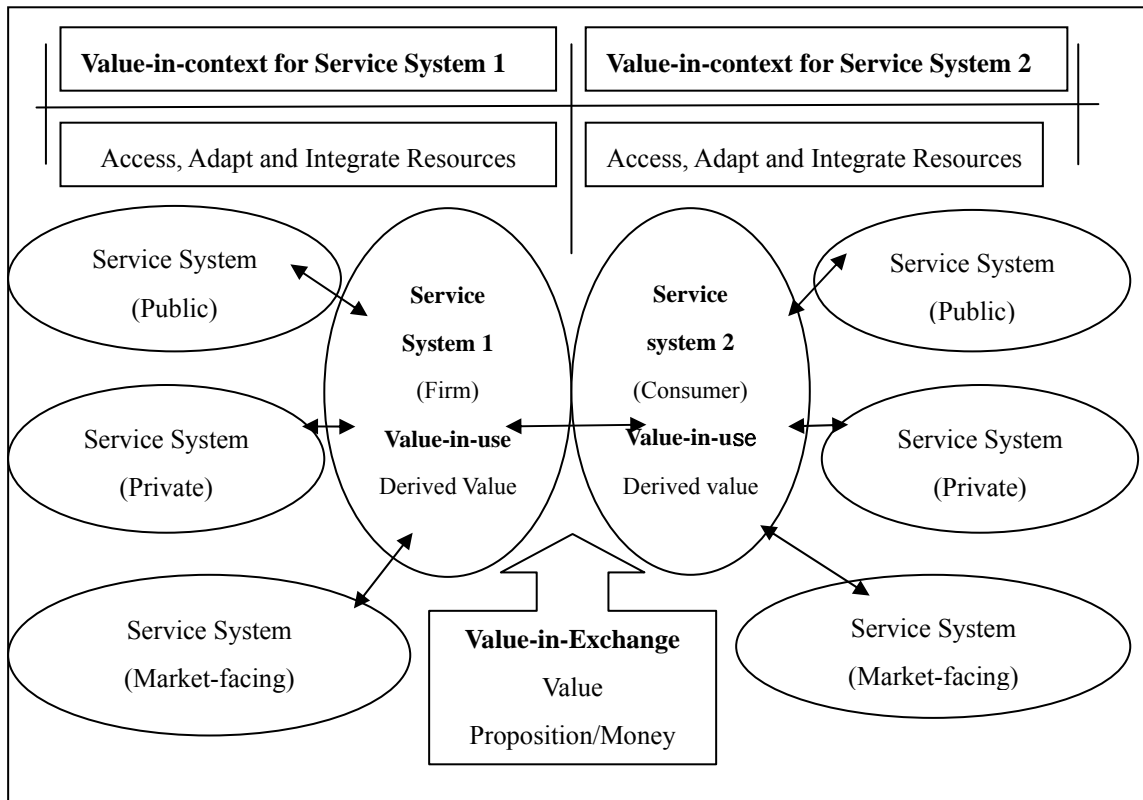 Value-in-context for Service System 1
Value-in-context for Service System 2
Access, Adapt and Integrate Resources
Access, Adapt and Integrate Resources
Service System
(Public)
Service System
(Private)
Service System
(Market-facing)
Service
System 1
(Firm)
Value-in-use
Derived Value
Service
system 2
(Consumer)
Value-in-use
Derived value
Service System
(Public)
Service System
(Private)
Service System
(Market-facing)
Value-in-Exchange
Value
Proposition/Money